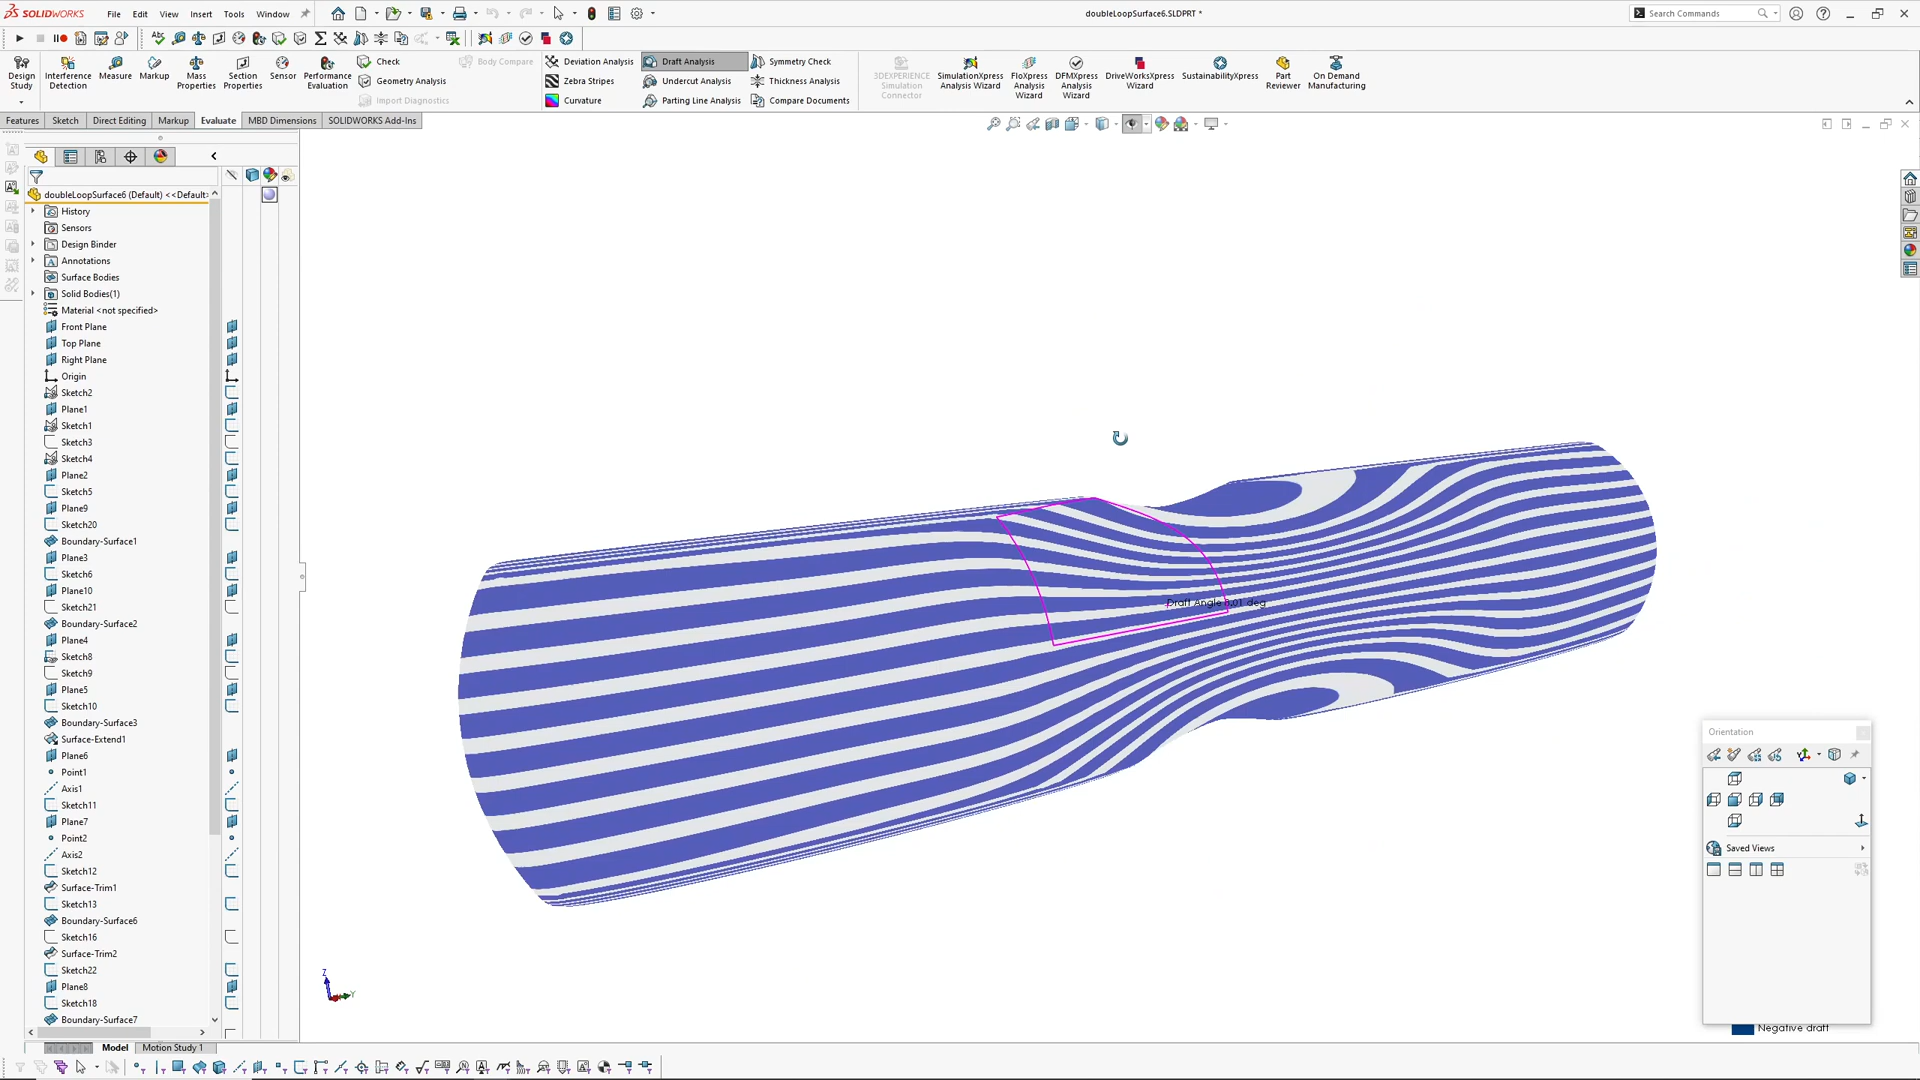 SOLIDWORKS File Edit View Insert Tools Window doubleLoopSurface6.SLDPRT * Search Commands
Design Study
Interference Detection
Measure
Markup
Mass Properties
Section Properties
Sensor
Performance Evaluation
Check
Geometry Analysis
Import Diagnostics
Body Compare
Deviation Analysis
Zebra Stripes
Curvature
Draft Analysis
Undercut Analysis
Parting Line Analysis
Symmetry Check
Thickness Analysis
Compare Documents
3DEXPERIENCE Simulation Connector
SimulationXpress Analysis Wizard
FloXpress Analysis Wizard
DFMXpress Analysis Wizard
DriveWorksXpress Wizard
SustainabilityXpress
Part Reviewer
On Demand Manufacturing
Features Sketch Direct Editing Markup Evaluate MBD Dimensions SOLIDWORKS Add-Ins
doubleLoopSurface6 (Default) <<Default>
History
Sensors
Design Binder
Annotations
Surface Bodies
Solid Bodies(1)
Material <not specified>
Front Plane
Top Plane
Right Plane
Origin
Sketch2
Plane1
Sketch1
Sketch3
Sketch4
Plane2
Sketch5
Plane9
Sketch20
Boundary-Surface1
Plane3
Sketch6
Plane10
Sketch21
Boundary-Surface2
Plane4
Sketch8
Sketch9
Plane5
Sketch10
Boundary-Surface3
Surface-Extend1
Plane6
Point1
Axis1
Sketch11
Plane7
Point2
Axis2
Sketch12
Surface-Trim1
Sketch13
Boundary-Surface6
Sketch16
Surface-Trim2
Sketch22
Plane8
Sketch18
Boundary-Surface7
Draft Angle
deg
Orientation
Saved Views
Negative draft
Z
Y
Model Motion Study 1